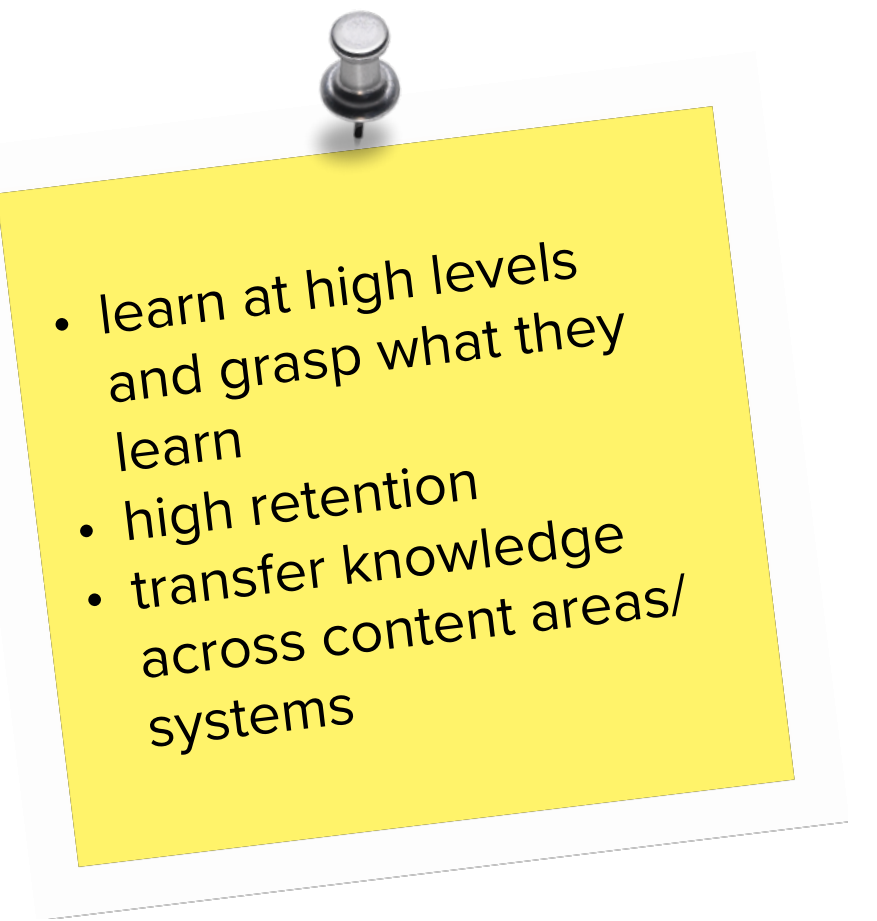 • learn at high levels
and grasp what they
learn
• high retention
• transfer knowledge
across content areas/
systems